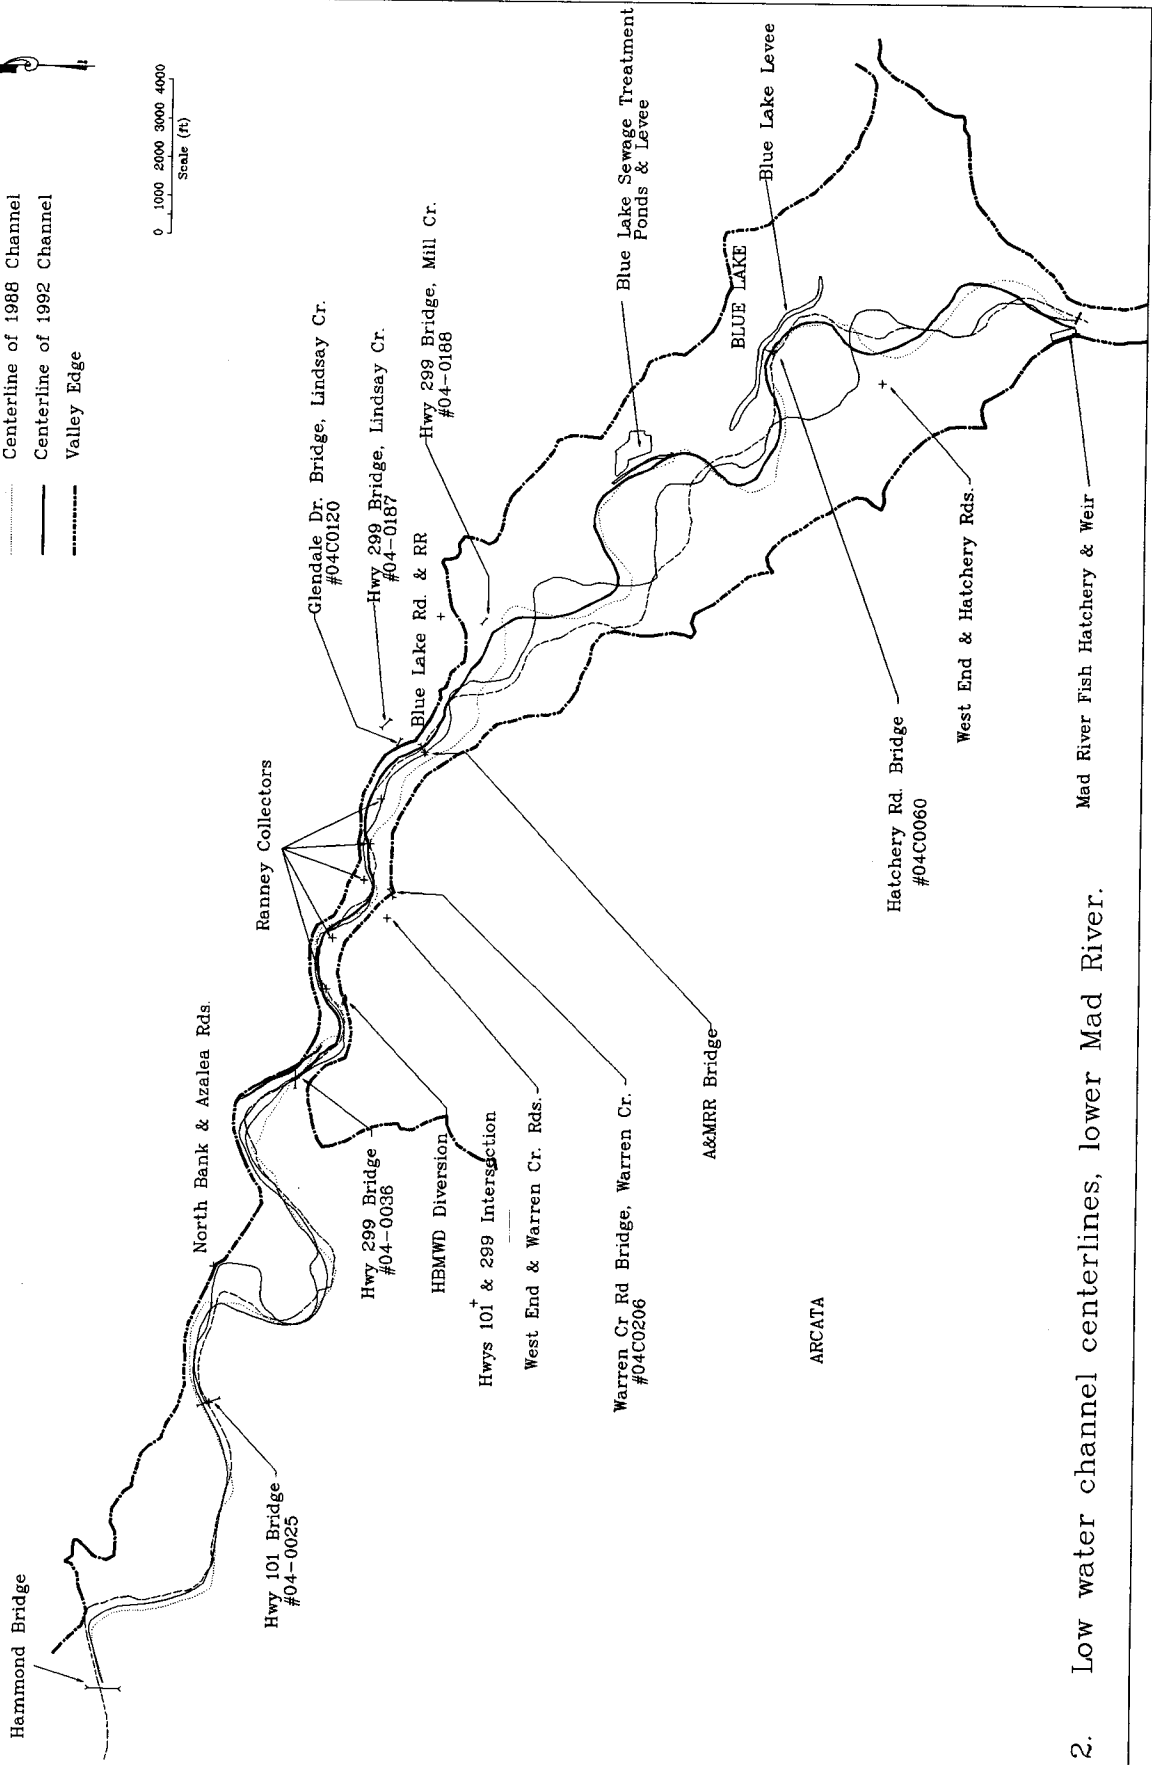 Centerline of 1988 Channel
Centerline of 1992 Channel
Valley Edge
0 1000 2000 3000 4000
Scale (ft)
Hammond Bridge
Hwy 101 Bridge
#04-0025
North Bank & Azalea Rds.
Ranney Collectors
Glendale Dr. Bridge, Lindsay Cr.
#04C0120
Hwy 299 Bridge, Lindsay Cr.
#04-0187
Blue Lake Rd. & RR
Hwy 299 Bridge, Mill Cr.
#04-0188
Blue Lake Sewage Treatment
Ponds & Levee
BLUE LAKE
Blue Lake Levee
Hwy 299 Bridge
#04-0036
HBMWD Diversion
Hwys 101 & 299 Intersection
West End & Warren Cr. Rds.
Warren Cr Rd Bridge, Warren Cr.
#04C0206
A&MRR Bridge
ARCATA
Hatchery Rd. Bridge
#04C0060
West End & Hatchery Rds.
Mad River Fish Hatchery & Weir
2. Low water channel centerlines, lower Mad River.